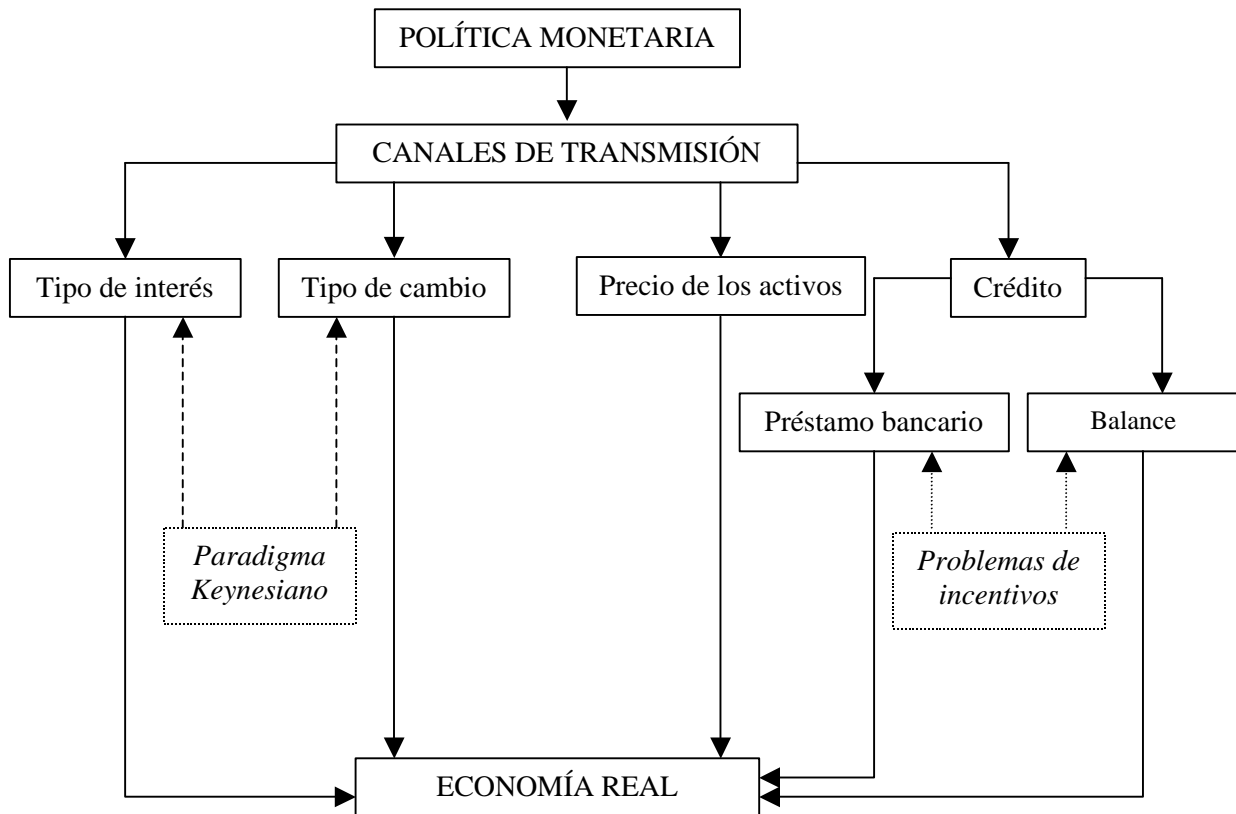 POLÍTICA MONETARIA
CANALES DE TRANSMISIÓN
Tipo de interés
Tipo de cambio
Precio de los activos
Crédito
Préstamo bancario
Balance
Paradigma
Keynesiano
Problemas de
incentivos
ECONOMÍA REAL